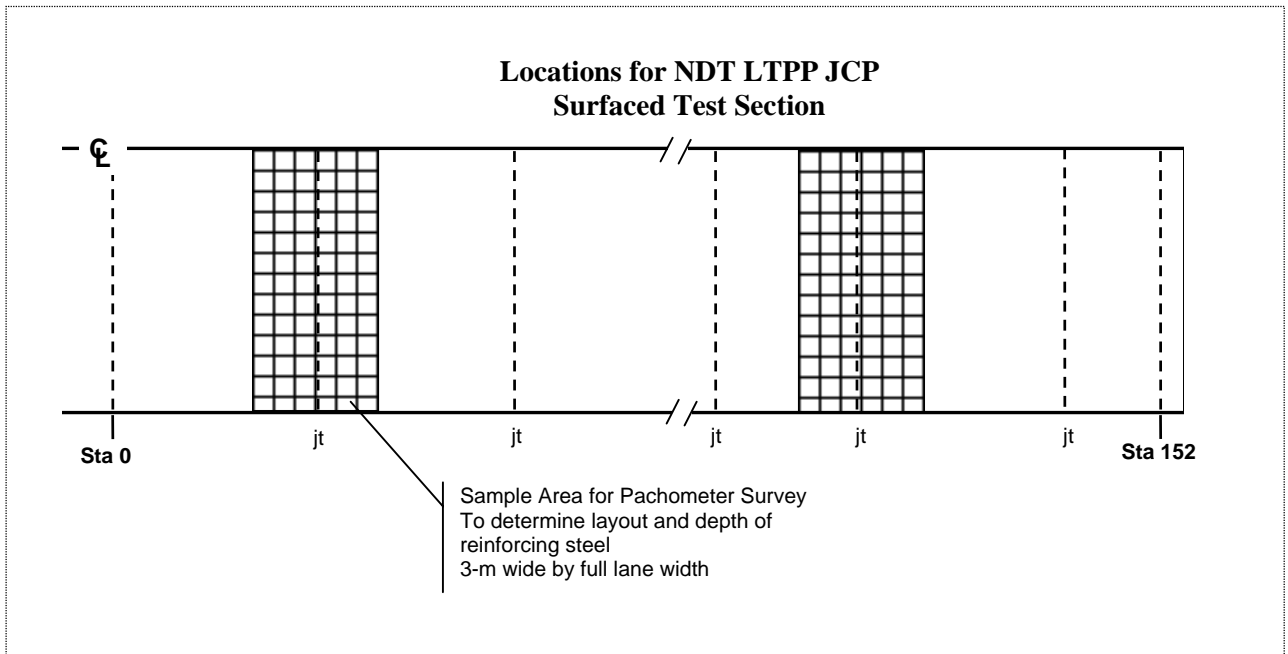 Locations for NDT LTPP JCP
Surfaced Test Section
℄
jt
jt
jt
jt
jt
Sta 0
Sta 152
Sample Area for Pachometer Survey
To determine layout and depth of
reinforcing steel
3-m wide by full lane width